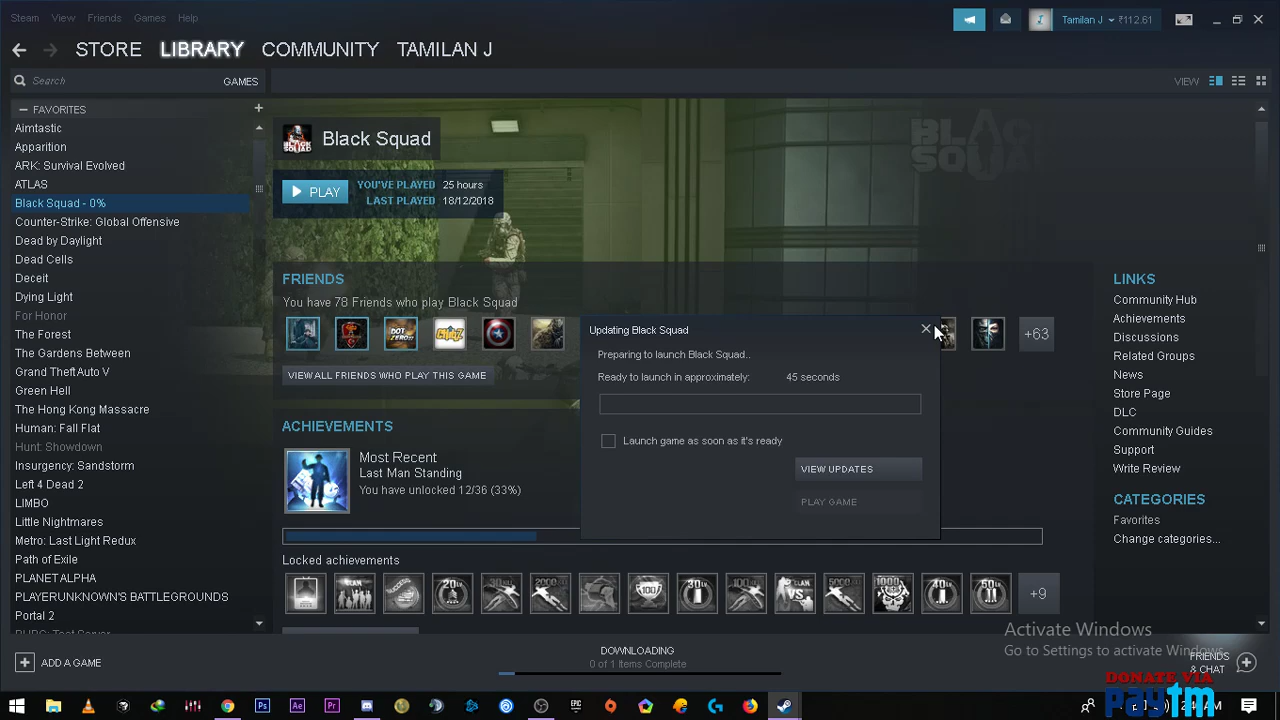 Steam View Friends Games Help
Tamilan J ₹112.61
STORE LIBRARY COMMUNITY TAMILAN J
Search GAMES VIEW
FAVORITES
Aimtastic
Apparition
ARK: Survival Evolved
ATLAS
Black Squad - 0%
Counter-Strike: Global Offensive
Dead by Daylight
Dead Cells
Deceit
Dying Light
For Honor
The Forest
The Gardens Between
Grand Theft Auto V
Green Hell
The Hong Kong Massacre
Human: Fall Flat
Hunt: Showdown
Insurgency: Sandstorm
Left 4 Dead 2
LIMBO
Little Nightmares
Metro: Last Light Redux
Path of Exile
PLANET ALPHA
PLAYERUNKNOWN'S BATTLEGROUNDS
Portal 2
PUBG: Test Server
ADD A GAME
BLACK SQUAD
Black Squad
PLAY
YOU'VE PLAYED 25 hours
LAST PLAYED 18/12/2018
FRIENDS
You have 78 Friends who play Black Squad
+63
VIEW ALL FRIENDS WHO PLAY THIS GAME
Updating Black Squad
Preparing to launch Black Squad..
Ready to launch in approximately: 45 seconds
Launch game as soon as it's ready
VIEW UPDATES
PLAY GAME
ACHIEVEMENTS
Most Recent
Last Man Standing
You have unlocked 12/36 (33%)
Locked achievements
+9
LINKS
Community Hub
Achievements
Discussions
Related Groups
News
Store Page
DLC
Community Guides
Support
Write Review
CATEGORIES
Favorites
Change categories...
DOWNLOADING
0 of 1 Items Complete
Activate Windows
Go to Settings to activate Windows.
FRIENDS
& CHAT
DONATE VIA
paytm